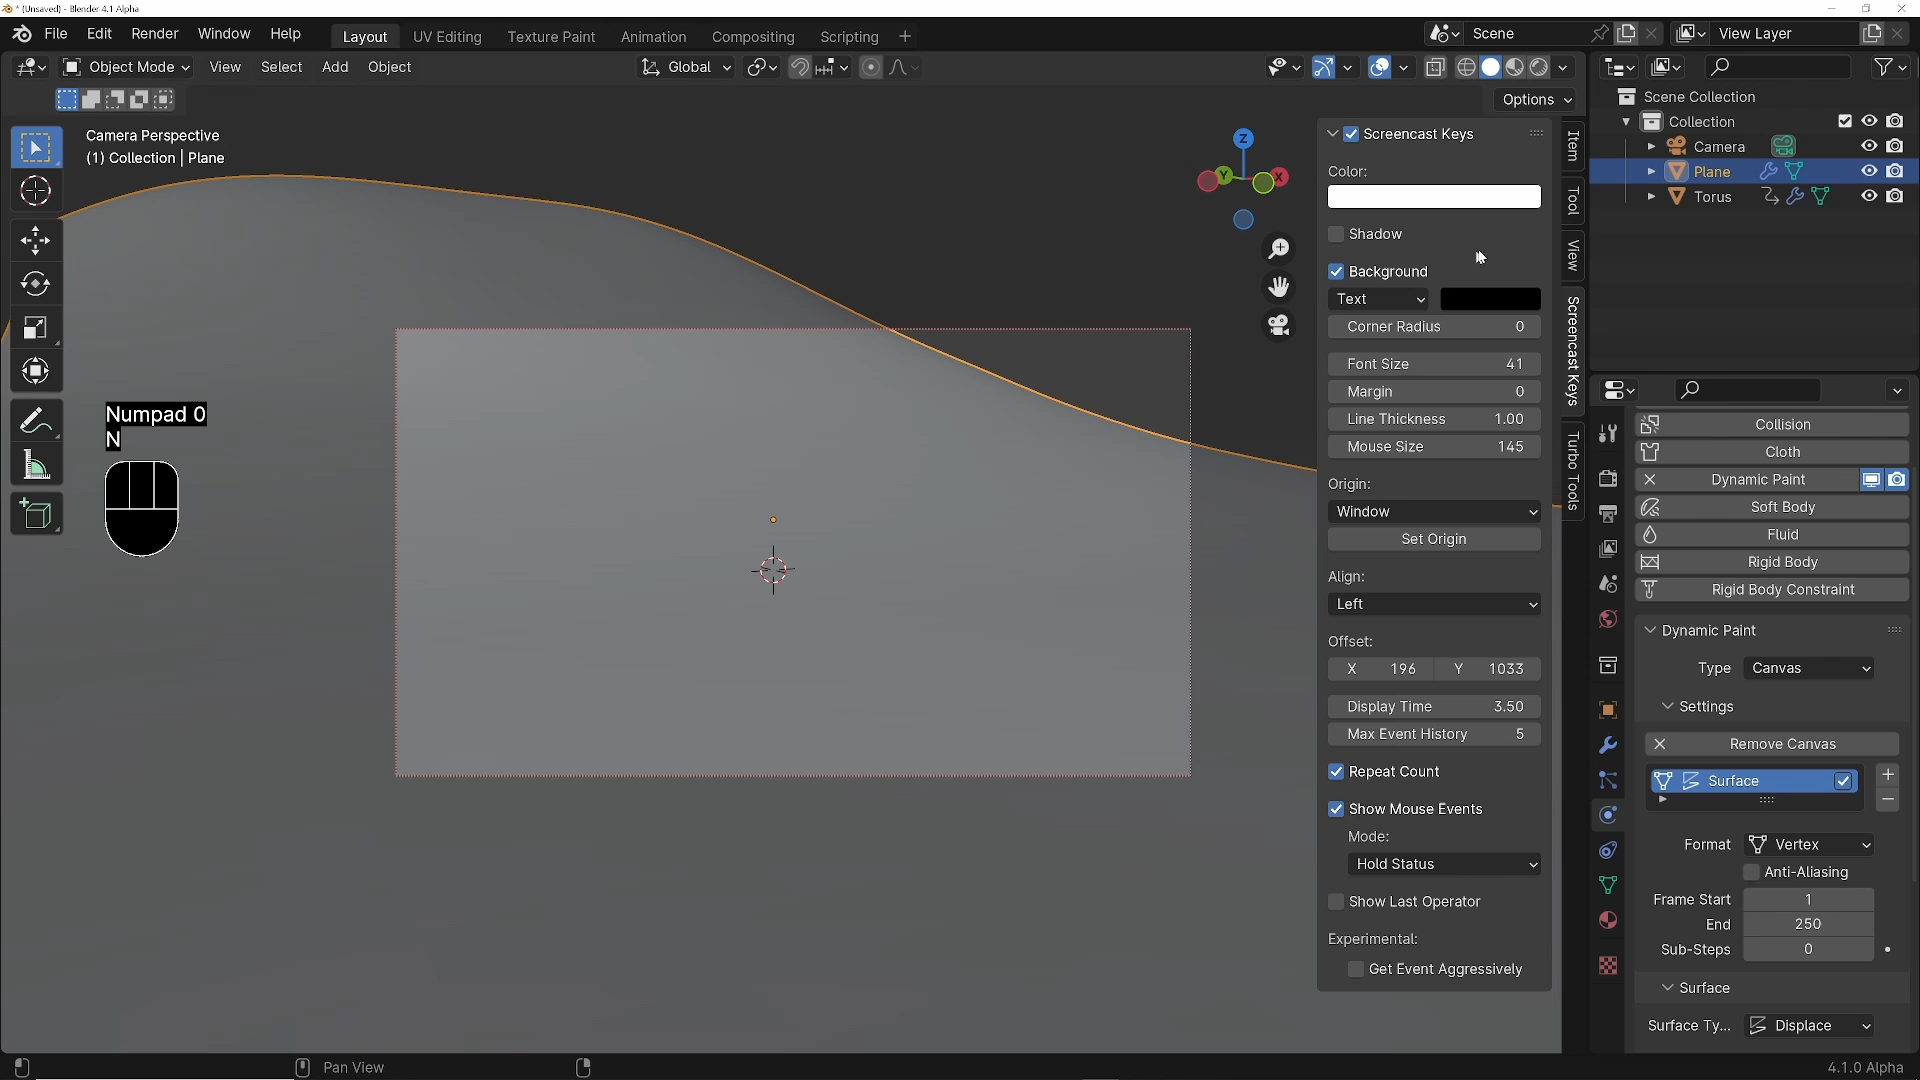 * (Unsaved) - Blender 4.1 Alpha
File Edit Render Window Help
Layout UV Editing Texture Paint Animation Compositing Scripting +
Scene
View Layer
Object Mode View Select Add Object
Global
Options
Camera Perspective
(1) Collection | Plane
Numpad 0
N
Z
Y
X
Screencast Keys
Color:
Shadow
Background
Text
Corner Radius 0
Font Size 41
Margin 0
Line Thickness 1.00
Mouse Size 145
Origin:
Window
Set Origin
Align:
Left
Offset:
X 196 Y 1033
Display Time 3.50
Max Event History 5
Repeat Count
Show Mouse Events
Mode:
Hold Status
Show Last Operator
Experimental:
Get Event Aggressively
Item
Tool
View
Screencast Keys
Turbo Tools
Scene Collection
Collection
Camera
Plane
Torus
Collision
Cloth
Dynamic Paint
Soft Body
Fluid
Rigid Body
Rigid Body Constraint
Dynamic Paint
Type Canvas
Settings
Remove Canvas
Surface
Format Vertex
Anti-Aliasing
Frame Start 1
End 250
Sub-Steps 0
Surface
Surface Ty... Displace
Pan View
4.1.0 Alpha